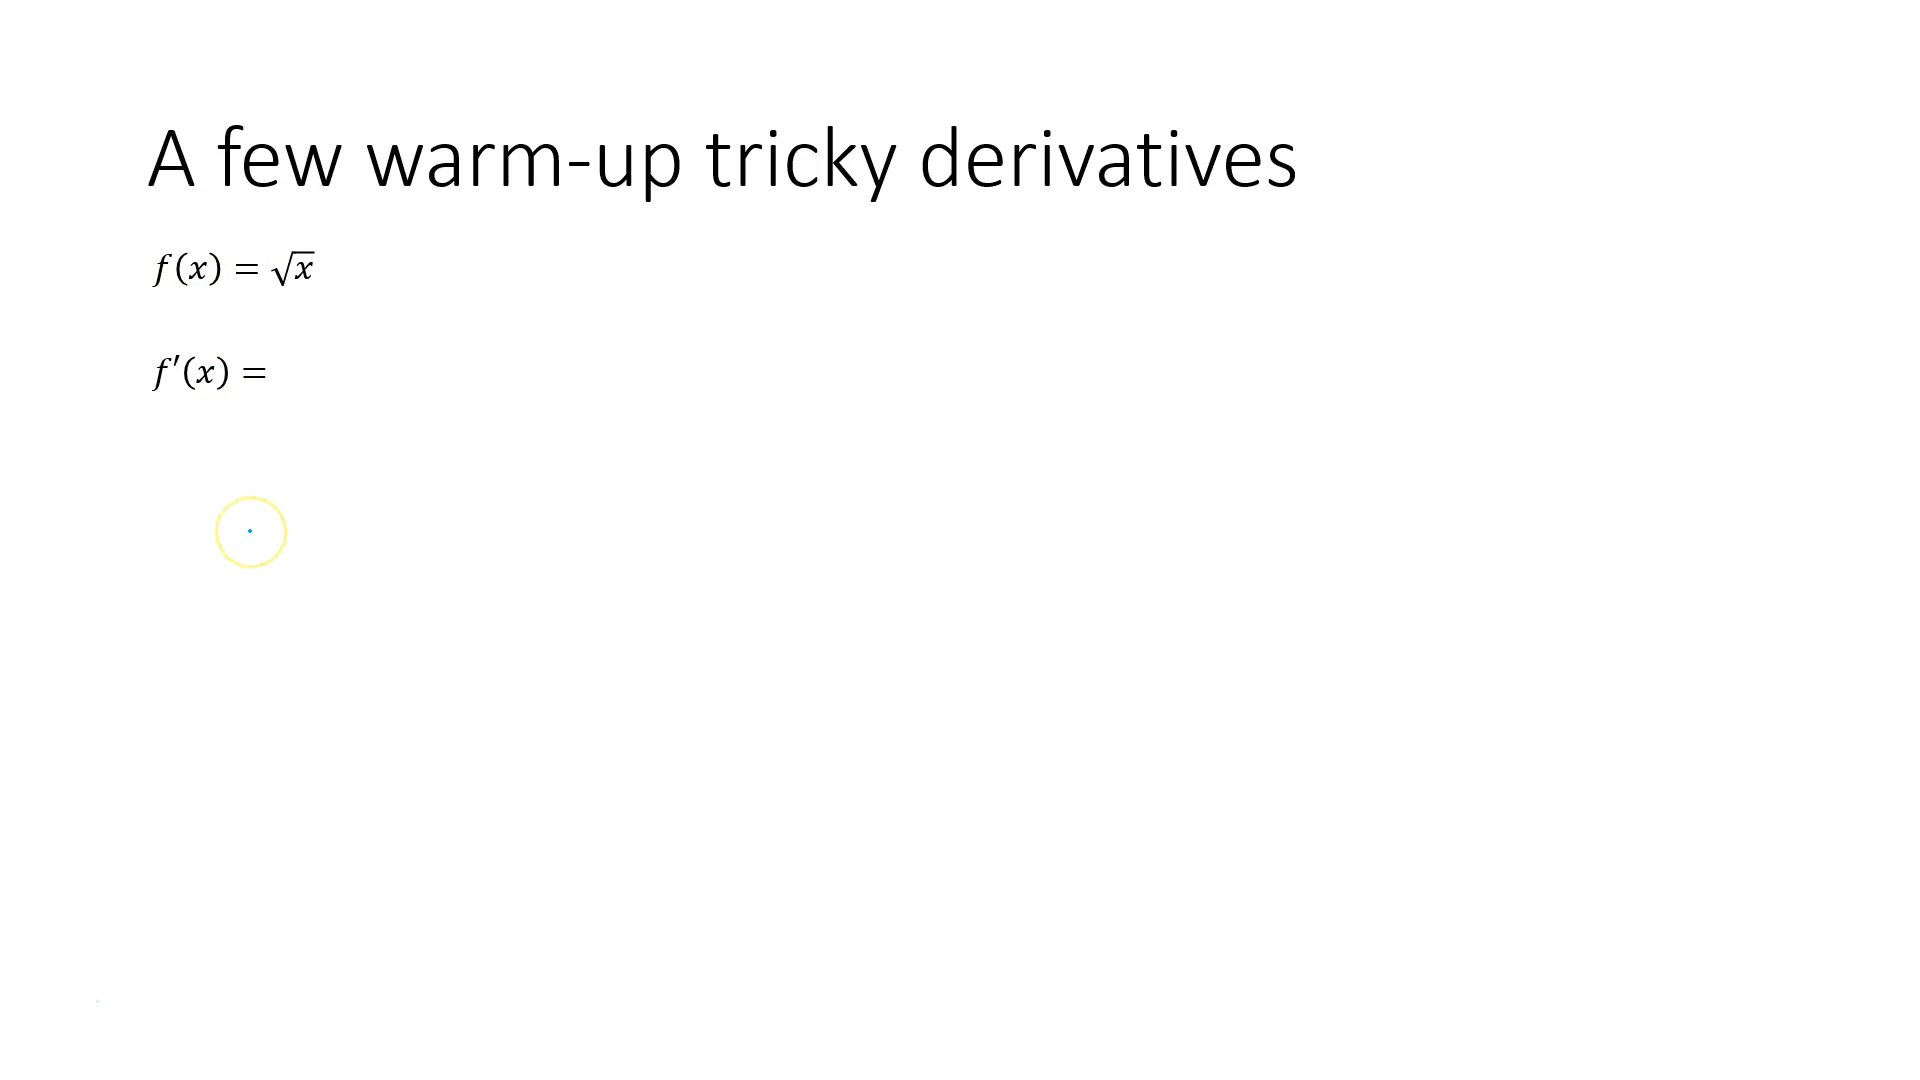 A few warm-up tricky derivatives
f(x) = √x
f′(x) =